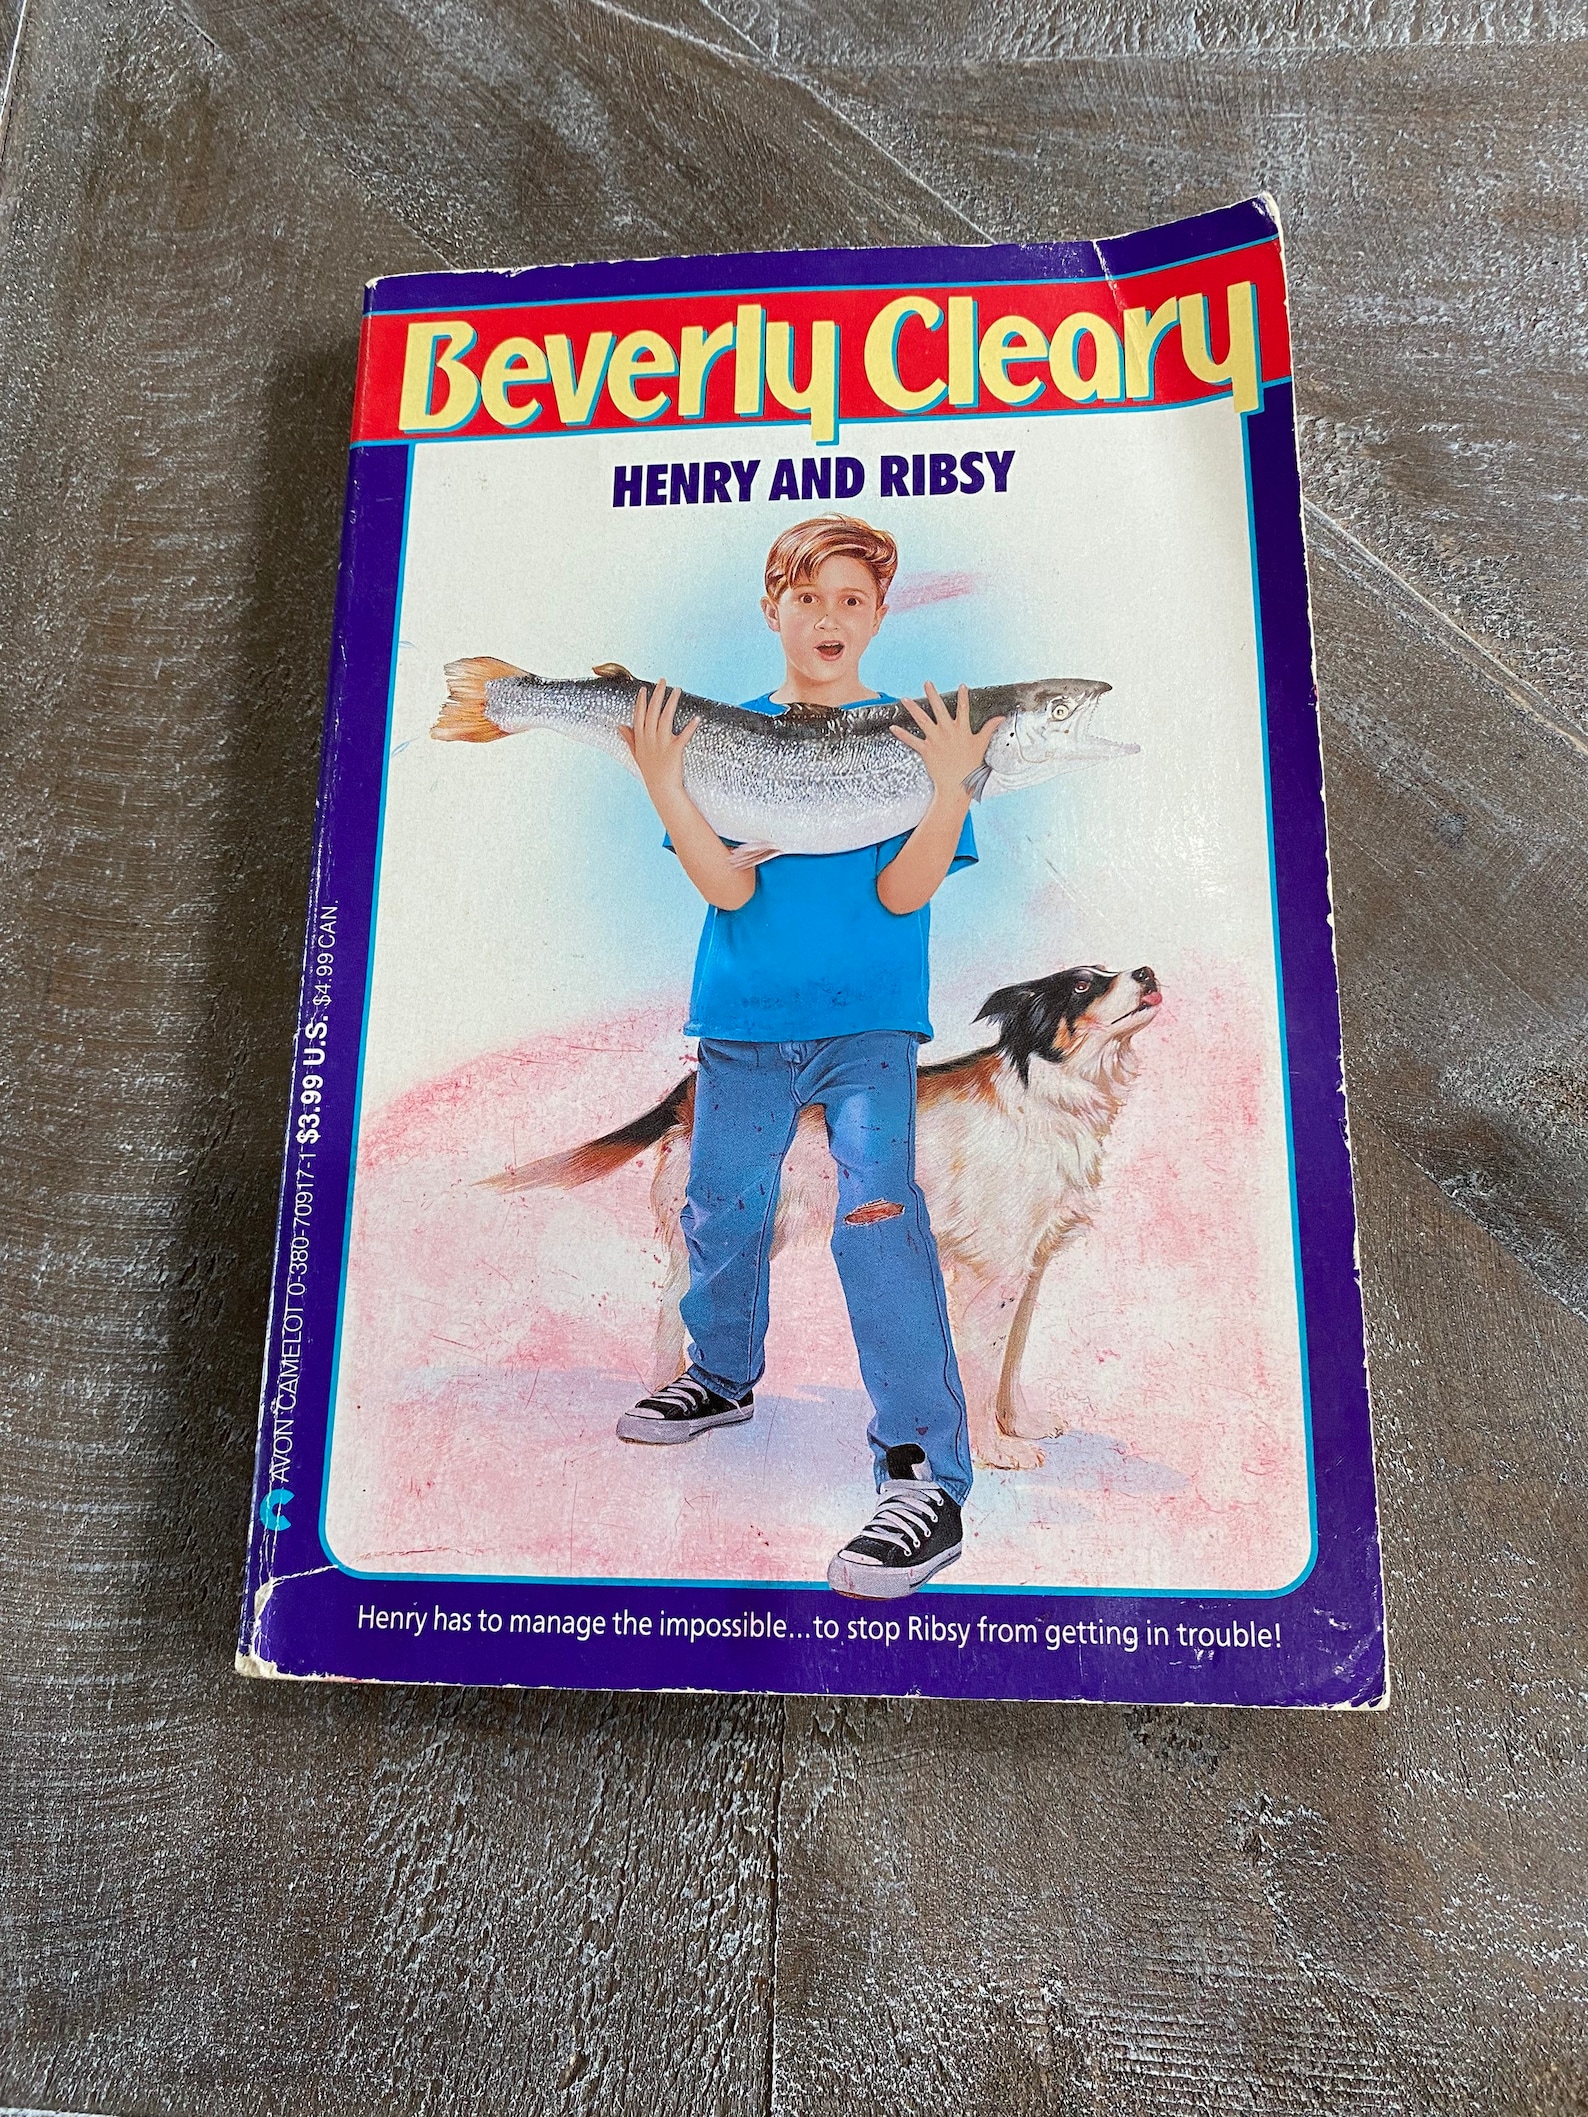 Beverly Cleary
HENRY AND RIBSY
AVON CAMELOT 0-380-70917-1 $3.99 U.S. $4.99 CAN.
Henry has to manage the impossible...to stop Ribsy from getting in trouble!